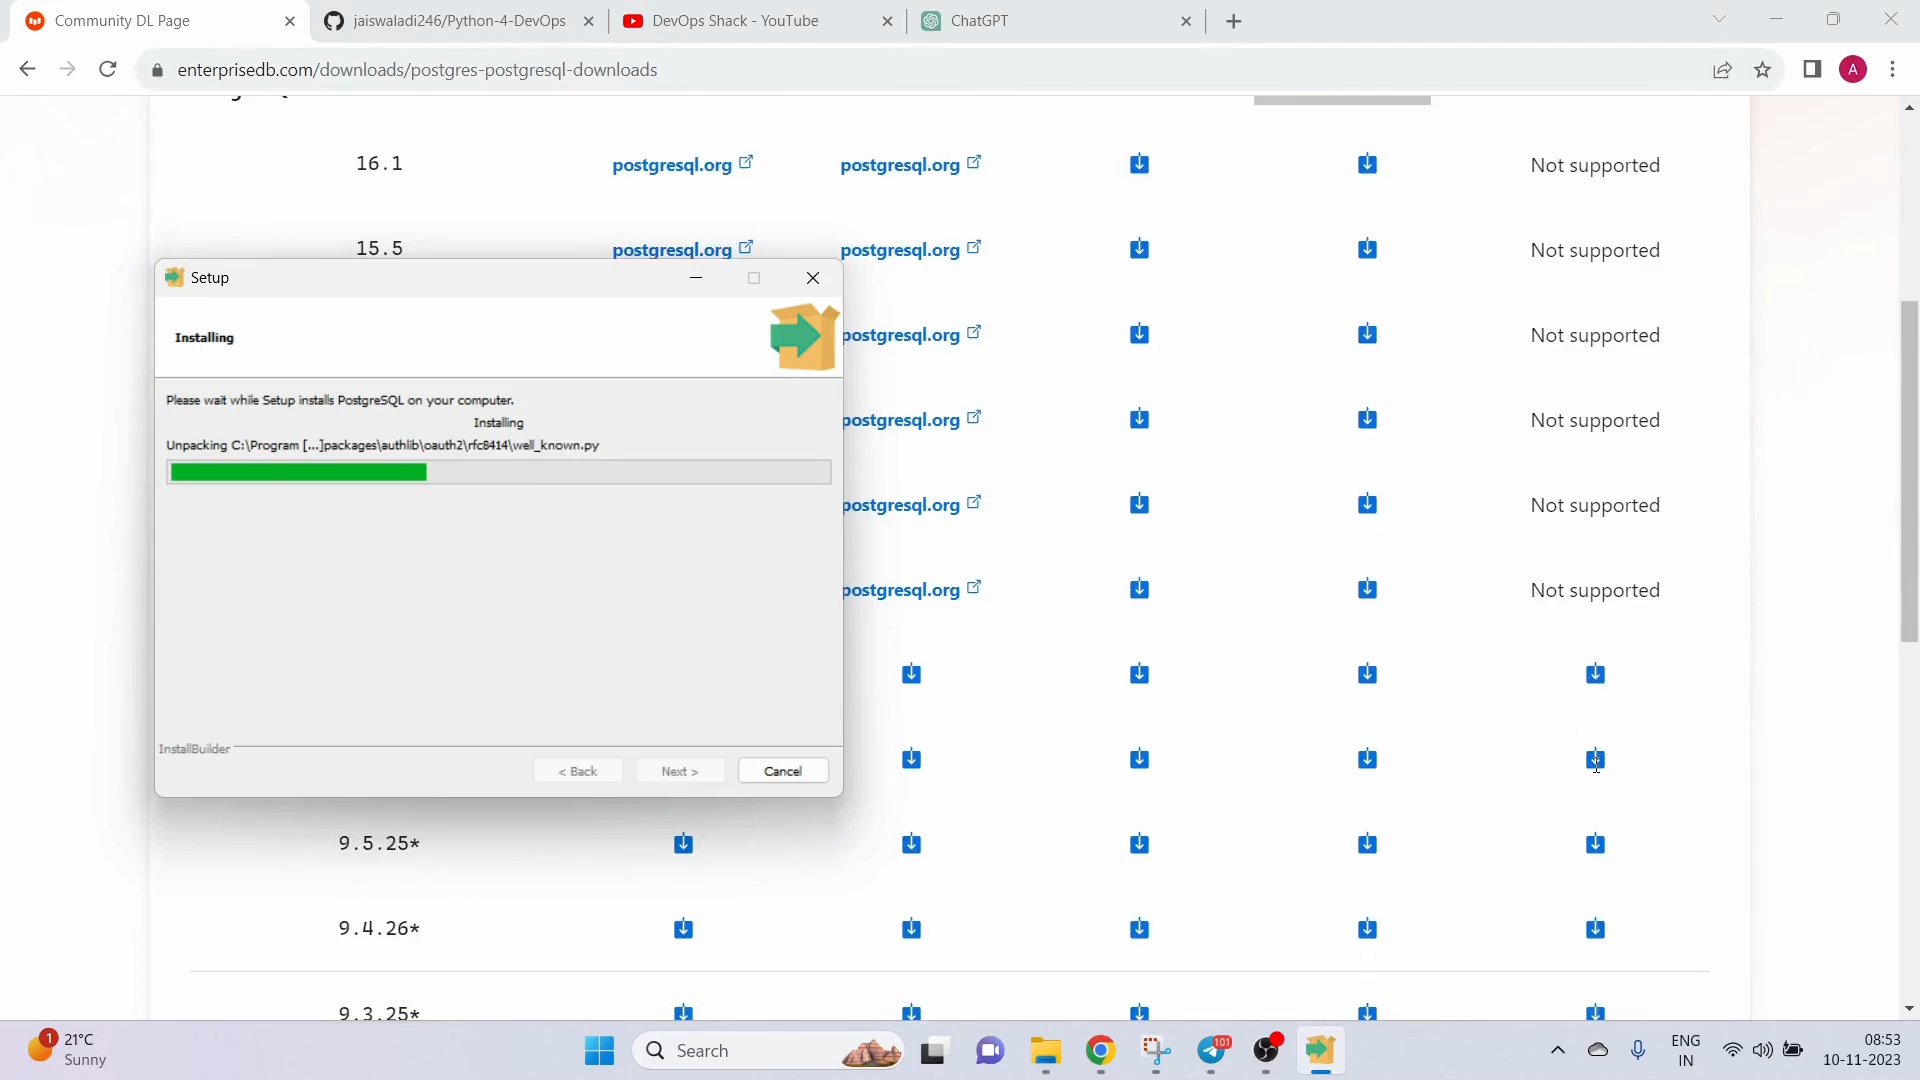 Community DL Page
jaiswaladi246/Python-4-DevOps
DevOps Shack - YouTube
ChatGPT
enterprisedb.com/downloads/postgres-postgresql-downloads
A
16.1 postgresql.org postgresql.org Not supported
15.5 postgresql.org postgresql.org Not supported
postgresql.org Not supported
postgresql.org Not supported
postgresql.org Not supported
postgresql.org Not supported
9.5.25*
9.4.26*
9.3.25*
Setup
Installing
Please wait while Setup installs PostgreSQL on your computer.
Installing
Unpacking C:\Program [...]packages\authlib\oauth2\rfc8414\well_known.py
InstallBuilder
< Back Next > Cancel
1 21°C
Sunny
Search
101
ENG
IN
08:53
10-11-2023